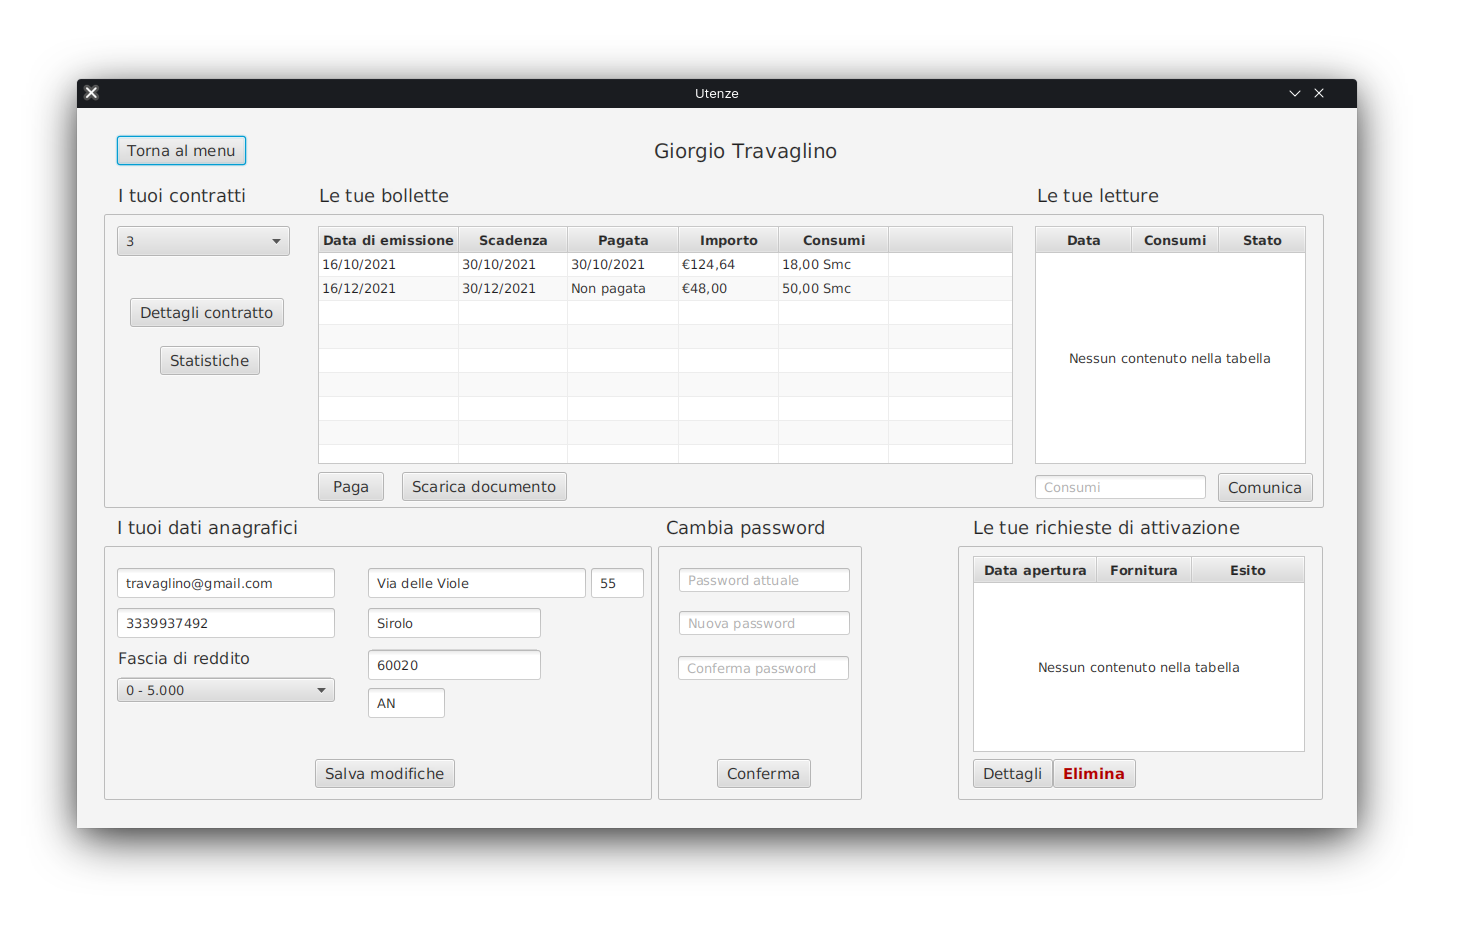 Utenze
Torna al menu
Giorgio Travaglino
I tuoi contratti
Le tue bollette
Le tue letture
3
Dettagli contratto
Statistiche
Data di emissione Scadenza Pagata Importo Consumi
16/10/2021 30/10/2021 30/10/2021 €124,64 18,00 Smc
16/12/2021 30/12/2021 Non pagata €48,00 50,00 Smc
Paga
Scarica documento
Data Consumi Stato
Nessun contenuto nella tabella
Consumi
Comunica
I tuoi dati anagrafici
travaglino@gmail.com
Via delle Viole
55
3339937492
Sirolo
Fascia di reddito
60020
0 - 5.000
AN
Salva modifiche
Cambia password
Password attuale
Nuova password
Conferma password
Conferma
Le tue richieste di attivazione
Data apertura Fornitura Esito
Nessun contenuto nella tabella
Dettagli
Elimina